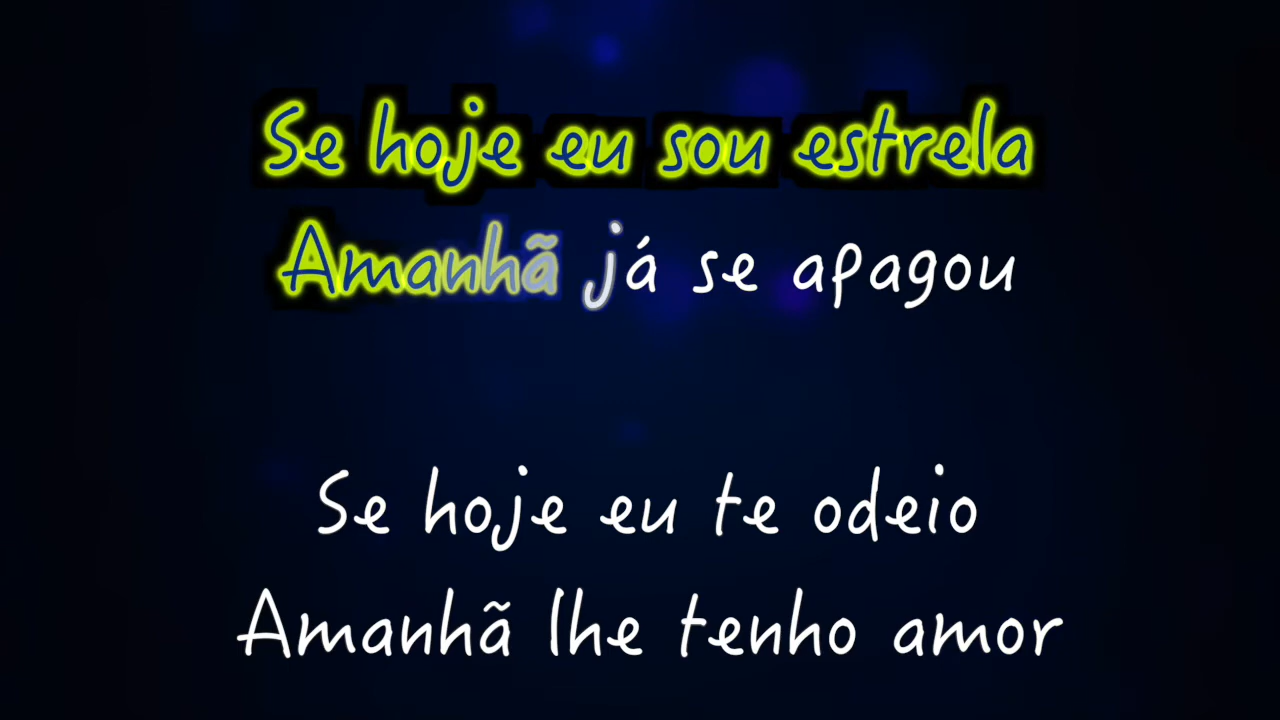 Se hoje eu sou estrela
Amanhã já se apagou
Se hoje eu te odeio
Amanhã lhe tenho amor